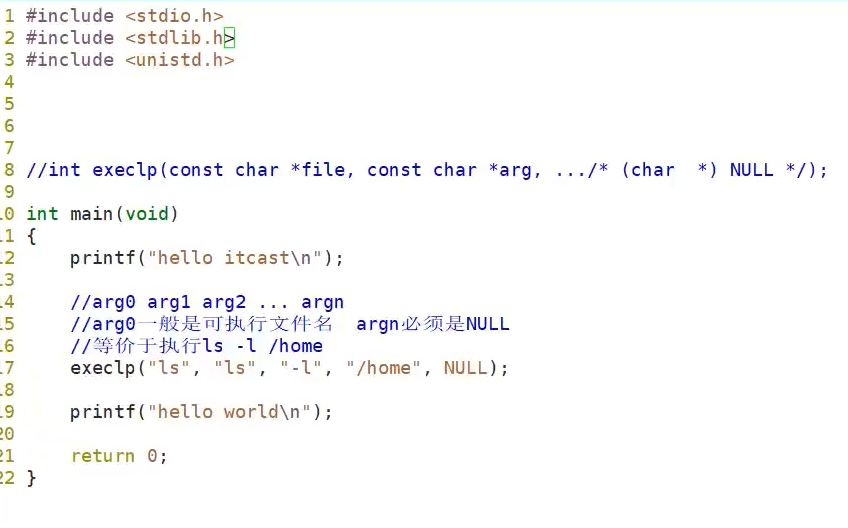 1 #include <stdio.h>
2 #include <stdlib.h>
3 #include <unistd.h>
4
5
6
7
8 //int execlp(const char *file, const char *arg, .../* (char  *) NULL */);
9
10 int main(void)
11 {
12     printf("hello itcast\n");
13
14     //arg0 arg1 arg2 ... argn
15     //arg0一般是可执行文件名  argn必须是NULL
16     //等价于执行ls -l /home
17     execlp("ls", "ls", "-l", "/home", NULL);
18
19     printf("hello world\n");
20
21     return 0;
22 }